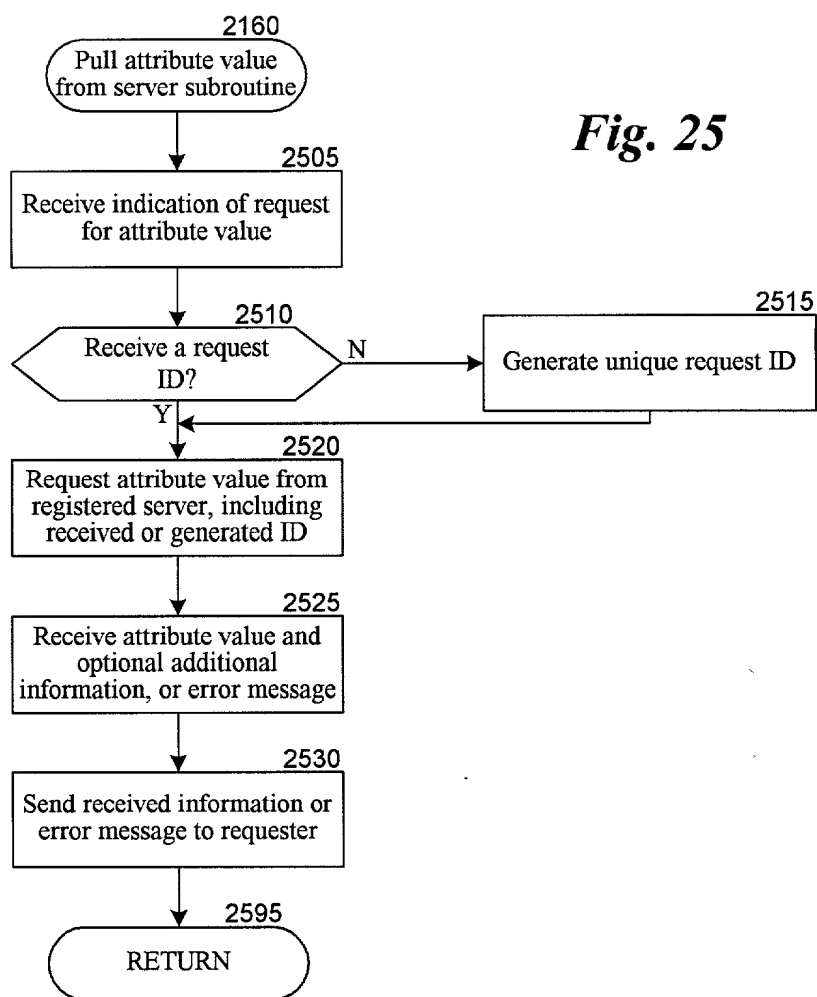 2160
Pull attribute value
from server subroutine
Fig. 25
2505
Receive indication of request
for attribute value
2510
Receive a request
ID?
N
Y
2515
Generate unique request ID
2520
Request attribute value from
registered server, including
received or generated ID
2525
Receive attribute value and
optional additional
information, or error message
2530
Send received information or
error message to requester
2595
RETURN